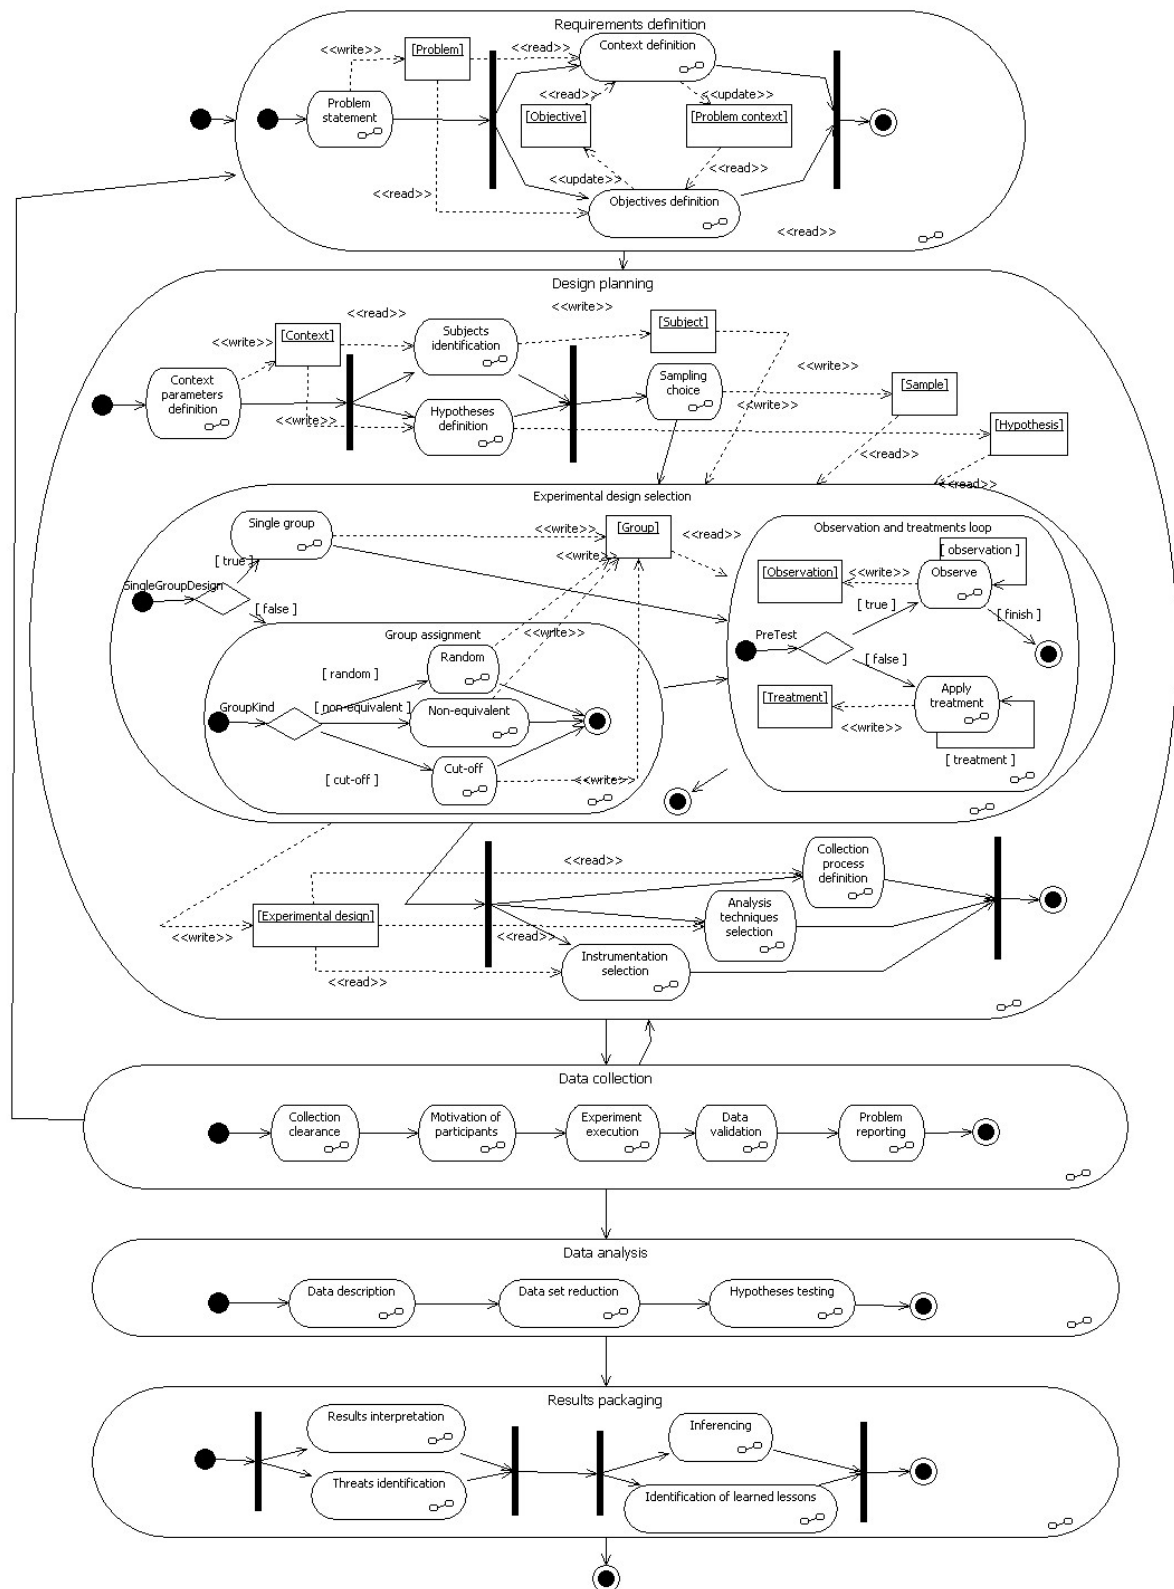 Requirements definition
<<write>>
[Problem]
<<read>>
Context definition
<<read>>
<<update>>
Problem
statement
[Objective]
[Problem context]
<<read>>
<<update>>
<<read>>
Objectives definition
<<read>>
Design planning
<<read>>
<<write>>
<<write>>
[Context]
Subjects
identification
[Subject]
<<write>>
Context
parameters
definition
Sampling
choice
[Sample]
<<write>>
Hypotheses
definition
<<write>>
[Hypothesis]
<<read>>
<<read>>
Experimental design selection
Single group
<<write>>
[Group]
<<read>>
Observation and treatments loop
[ true ]
<<write>>
[ observation ]
SingleGroupDesign
[Observation]
<<write>>
Observe
[ false ]
[ true ]
[ finish ]
Group assignment
<<write>>
PreTest
Random
[ false ]
[ random ]
[Treatment]
Apply
treatment
GroupKind
[ non-equivalent ]
Non-equivalent
<<write>>
[ cut-off ]
Cut-off
<<write>>
[ treatment ]
<<read>>
Collection
process
definition
[Experimental design]
Analysis
techniques
selection
<<write>>
<<read>>
Instrumentation
selection
<<read>>
Data collection
Collection
clearance
Motivation of
participants
Experiment
execution
Data
validation
Problem
reporting
Data analysis
Data description
Data set reduction
Hypotheses testing
Results packaging
Results interpretation
Inferencing
Threats identification
Identification of learned lessons